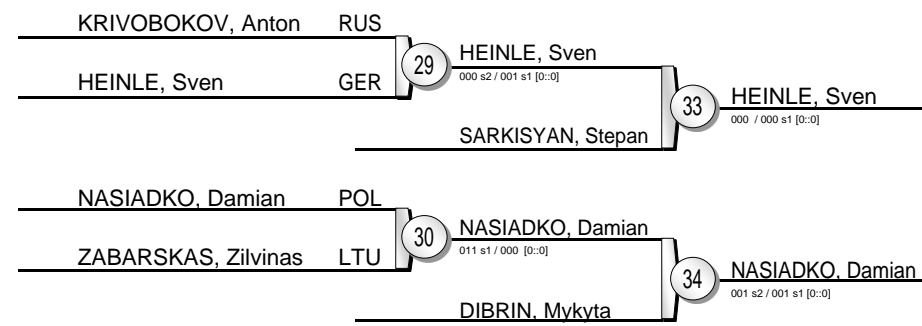 KRIVOBOKOV, Anton RUS
29
HEINLE, Sven
000 s2 / 001 s1 [0::0]
HEINLE, Sven GER
33
HEINLE, Sven
000 / 000 s1 [0::0]
SARKISYAN, Stepan
NASIADKO, Damian POL
30
NASIADKO, Damian
011 s1 / 000 [0::0]
ZABARSKAS, Zilvinas LTU
34
NASIADKO, Damian
001 s2 / 001 s1 [0::0]
DIBRIN, Mykyta